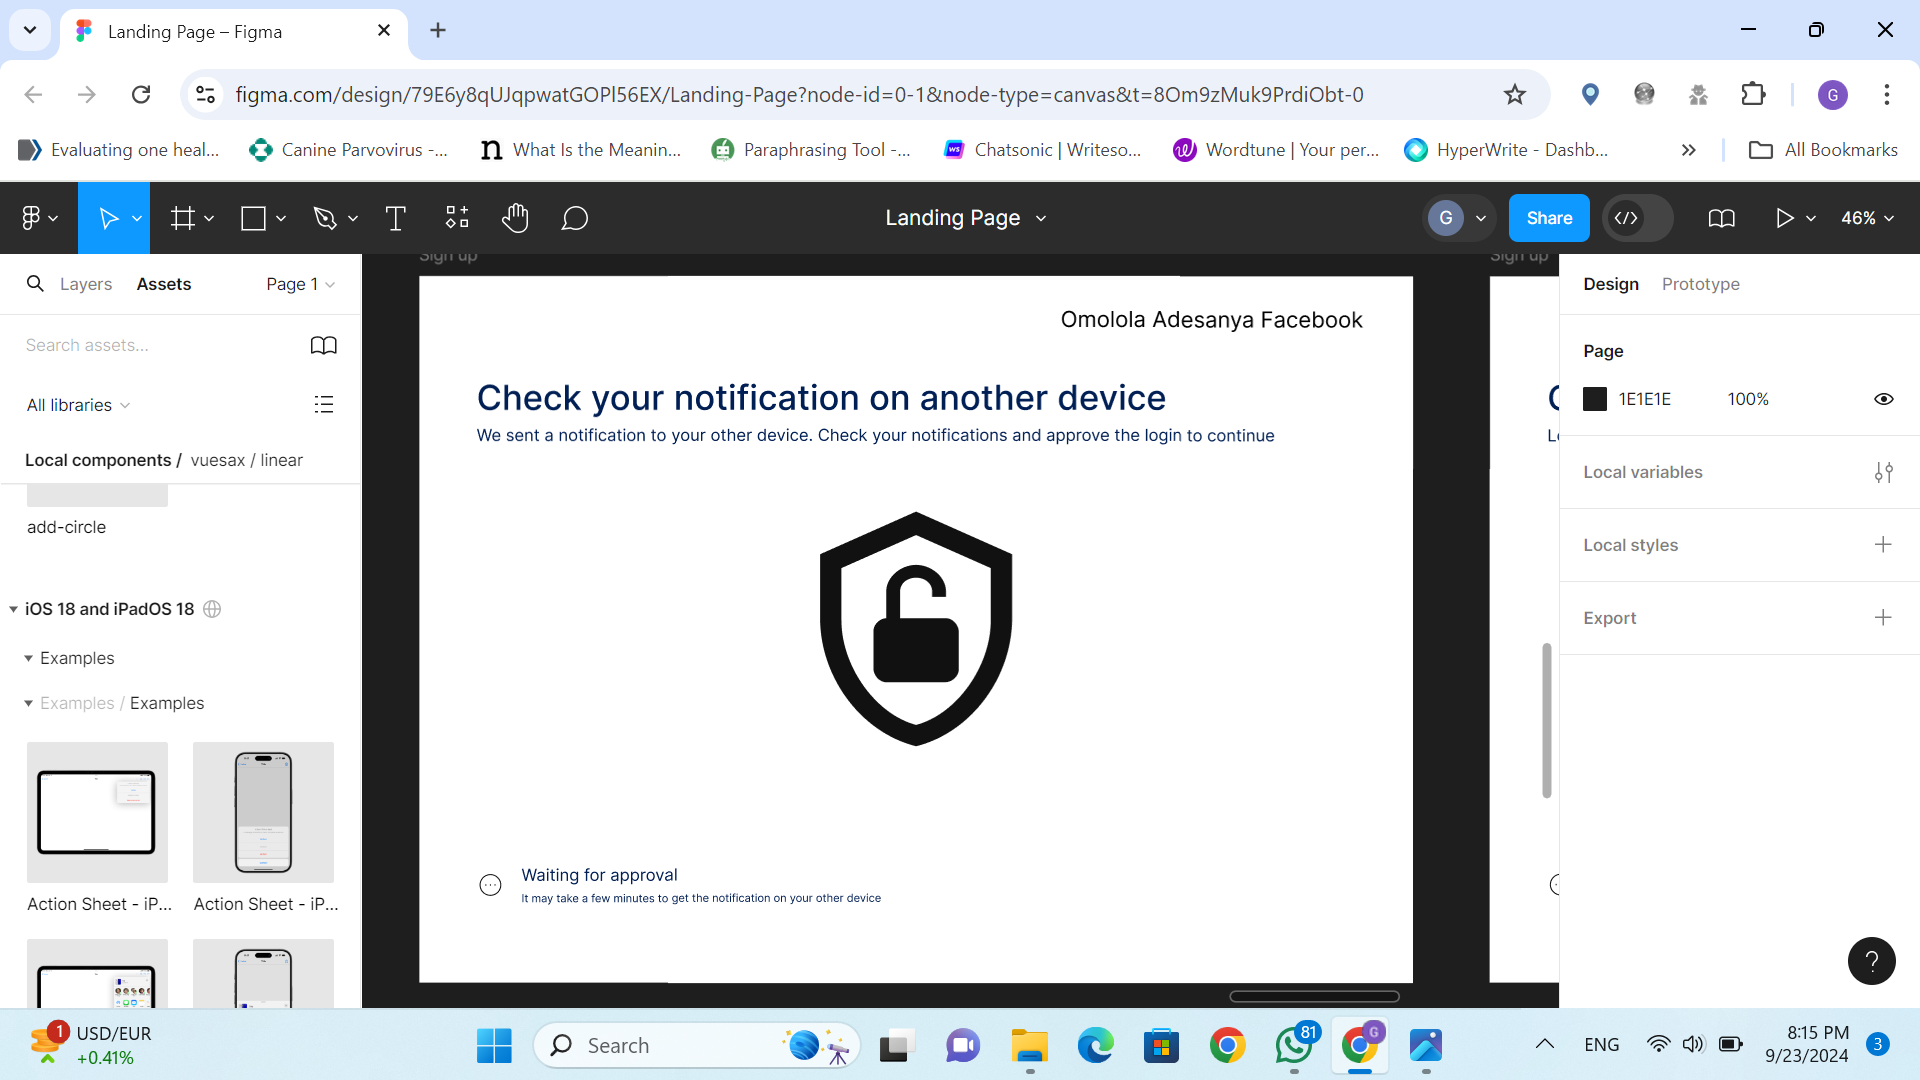 Landing Page – Figma
figma.com/design/79E6y8qUJqpwatGOPl56EX/Landing-Page?node-id=0-1&node-type=canvas&t=8Om9zMuk9PrdiObt-0
G
Evaluating one heal...
Canine Parvovirus -...
What Is the Meanin...
Paraphrasing Tool -...
Chatsonic | Writeso...
Wordtune | Your per...
HyperWrite - Dashb...
All Bookmarks
Landing Page
G
Share
46%
Layers
Assets
Page 1
Search assets...
All libraries
Local components / vuesax / linear
add-circle
iOS 18 and iPadOS 18
Examples
Examples / Examples
Action Sheet - iP...
Action Sheet - iP...
Sign up
Sign up
Omolola Adesanya Facebook
Check your notification on another device
We sent a notification to your other device. Check your notifications and approve the login to continue
Waiting for approval
It may take a few minutes to get the notification on your other device
Design
Prototype
Page
1E1E1E
100%
Local variables
Local styles
Export
?
1
USD/EUR
+0.41%
Search
81
G
ENG
8:15 PM
9/23/2024
3